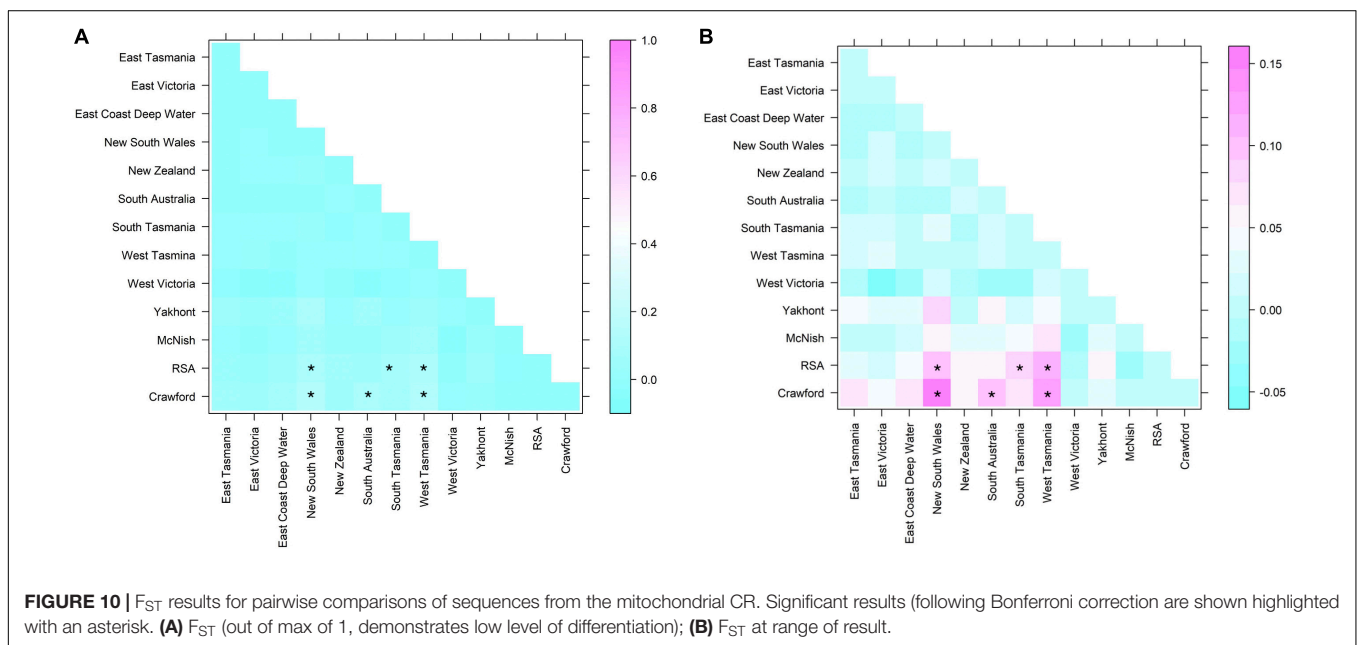 A
East Tasmania
East Victoria
East Coast Deep Water
New South Wales
New Zealand
South Australia
South Tasmania
West Tasmina
West Victoria
Yakhont
McNish
RSA
Crawford
* * *
* * *
East Tasmania
East Victoria
East Coast Deep Water
New South Wales
New Zealand
South Australia
South Tasmania
West Tasmania
West Victoria
Yakhont
McNish
RSA
Crawford
1.0
0.8
0.6
0.4
0.2
0.0
B
East Tasmania
East Victoria
East Coast Deep Water
New South Wales
New Zealand
South Australia
South Tasmania
West Tasmina
West Victoria
Yakhont
McNish
RSA
Crawford
* * *
* * *
East Tasmania
East Victoria
East Coast Deep Water
New South Wales
New Zealand
South Australia
South Tasmania
West Tasmania
West Victoria
Yakhont
McNish
RSA
Crawford
0.15
0.10
0.05
0.00
−0.05
FIGURE 10 | FST results for pairwise comparisons of sequences from the mitochondrial CR. Significant results (following Bonferroni correction are shown highlighted
with an asterisk. (A) FST (out of max of 1, demonstrates low level of differentiation); (B) FST at range of result.